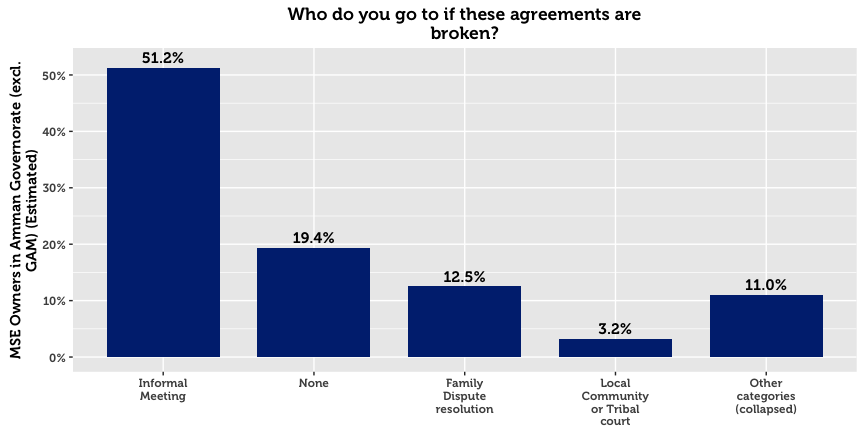 Who do you go to if these agreements are
broken?
MSE Owners in Amman Governorate (excl.
GAM) (Estimated)
50%
40%
30%
20%
10%
0%
51.2%
19.4%
12.5%
3.2%
11.0%
Informal
Meeting
None
Family
Dispute
resolution
Local
Community
or Tribal
court
Other
categories
(collapsed)